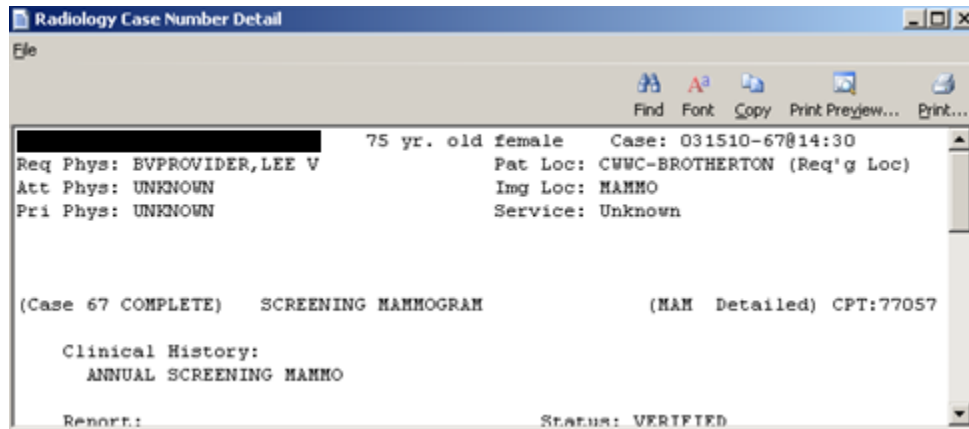 Radiology Case Number Detail
File
Find Font Copy Print Preview... Print...
75 yr. old female Case: 031510-67@14:30
Req Phys: BVPROVIDER,LEE V Pat Loc: CWWC-BROTHERTON (Req'g Loc)
Att Phys: UNKNOWN Img Loc: MAMMO
Pri Phys: UNKNOWN Service: Unknown
(Case 67 COMPLETE) SCREENING MAMMOGRAM (MAM Detailed) CPT:77057
Clinical History:
ANNUAL SCREENING MAMMO
Report: Status: VERIFIED